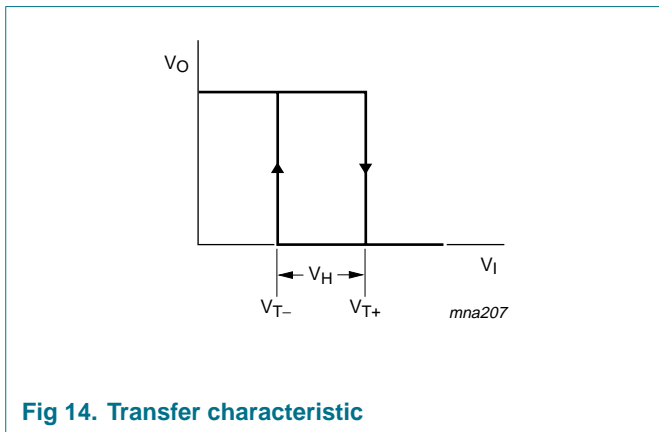 VO
VH
VI
VT− VT+
mna207
Fig 14. Transfer characteristic